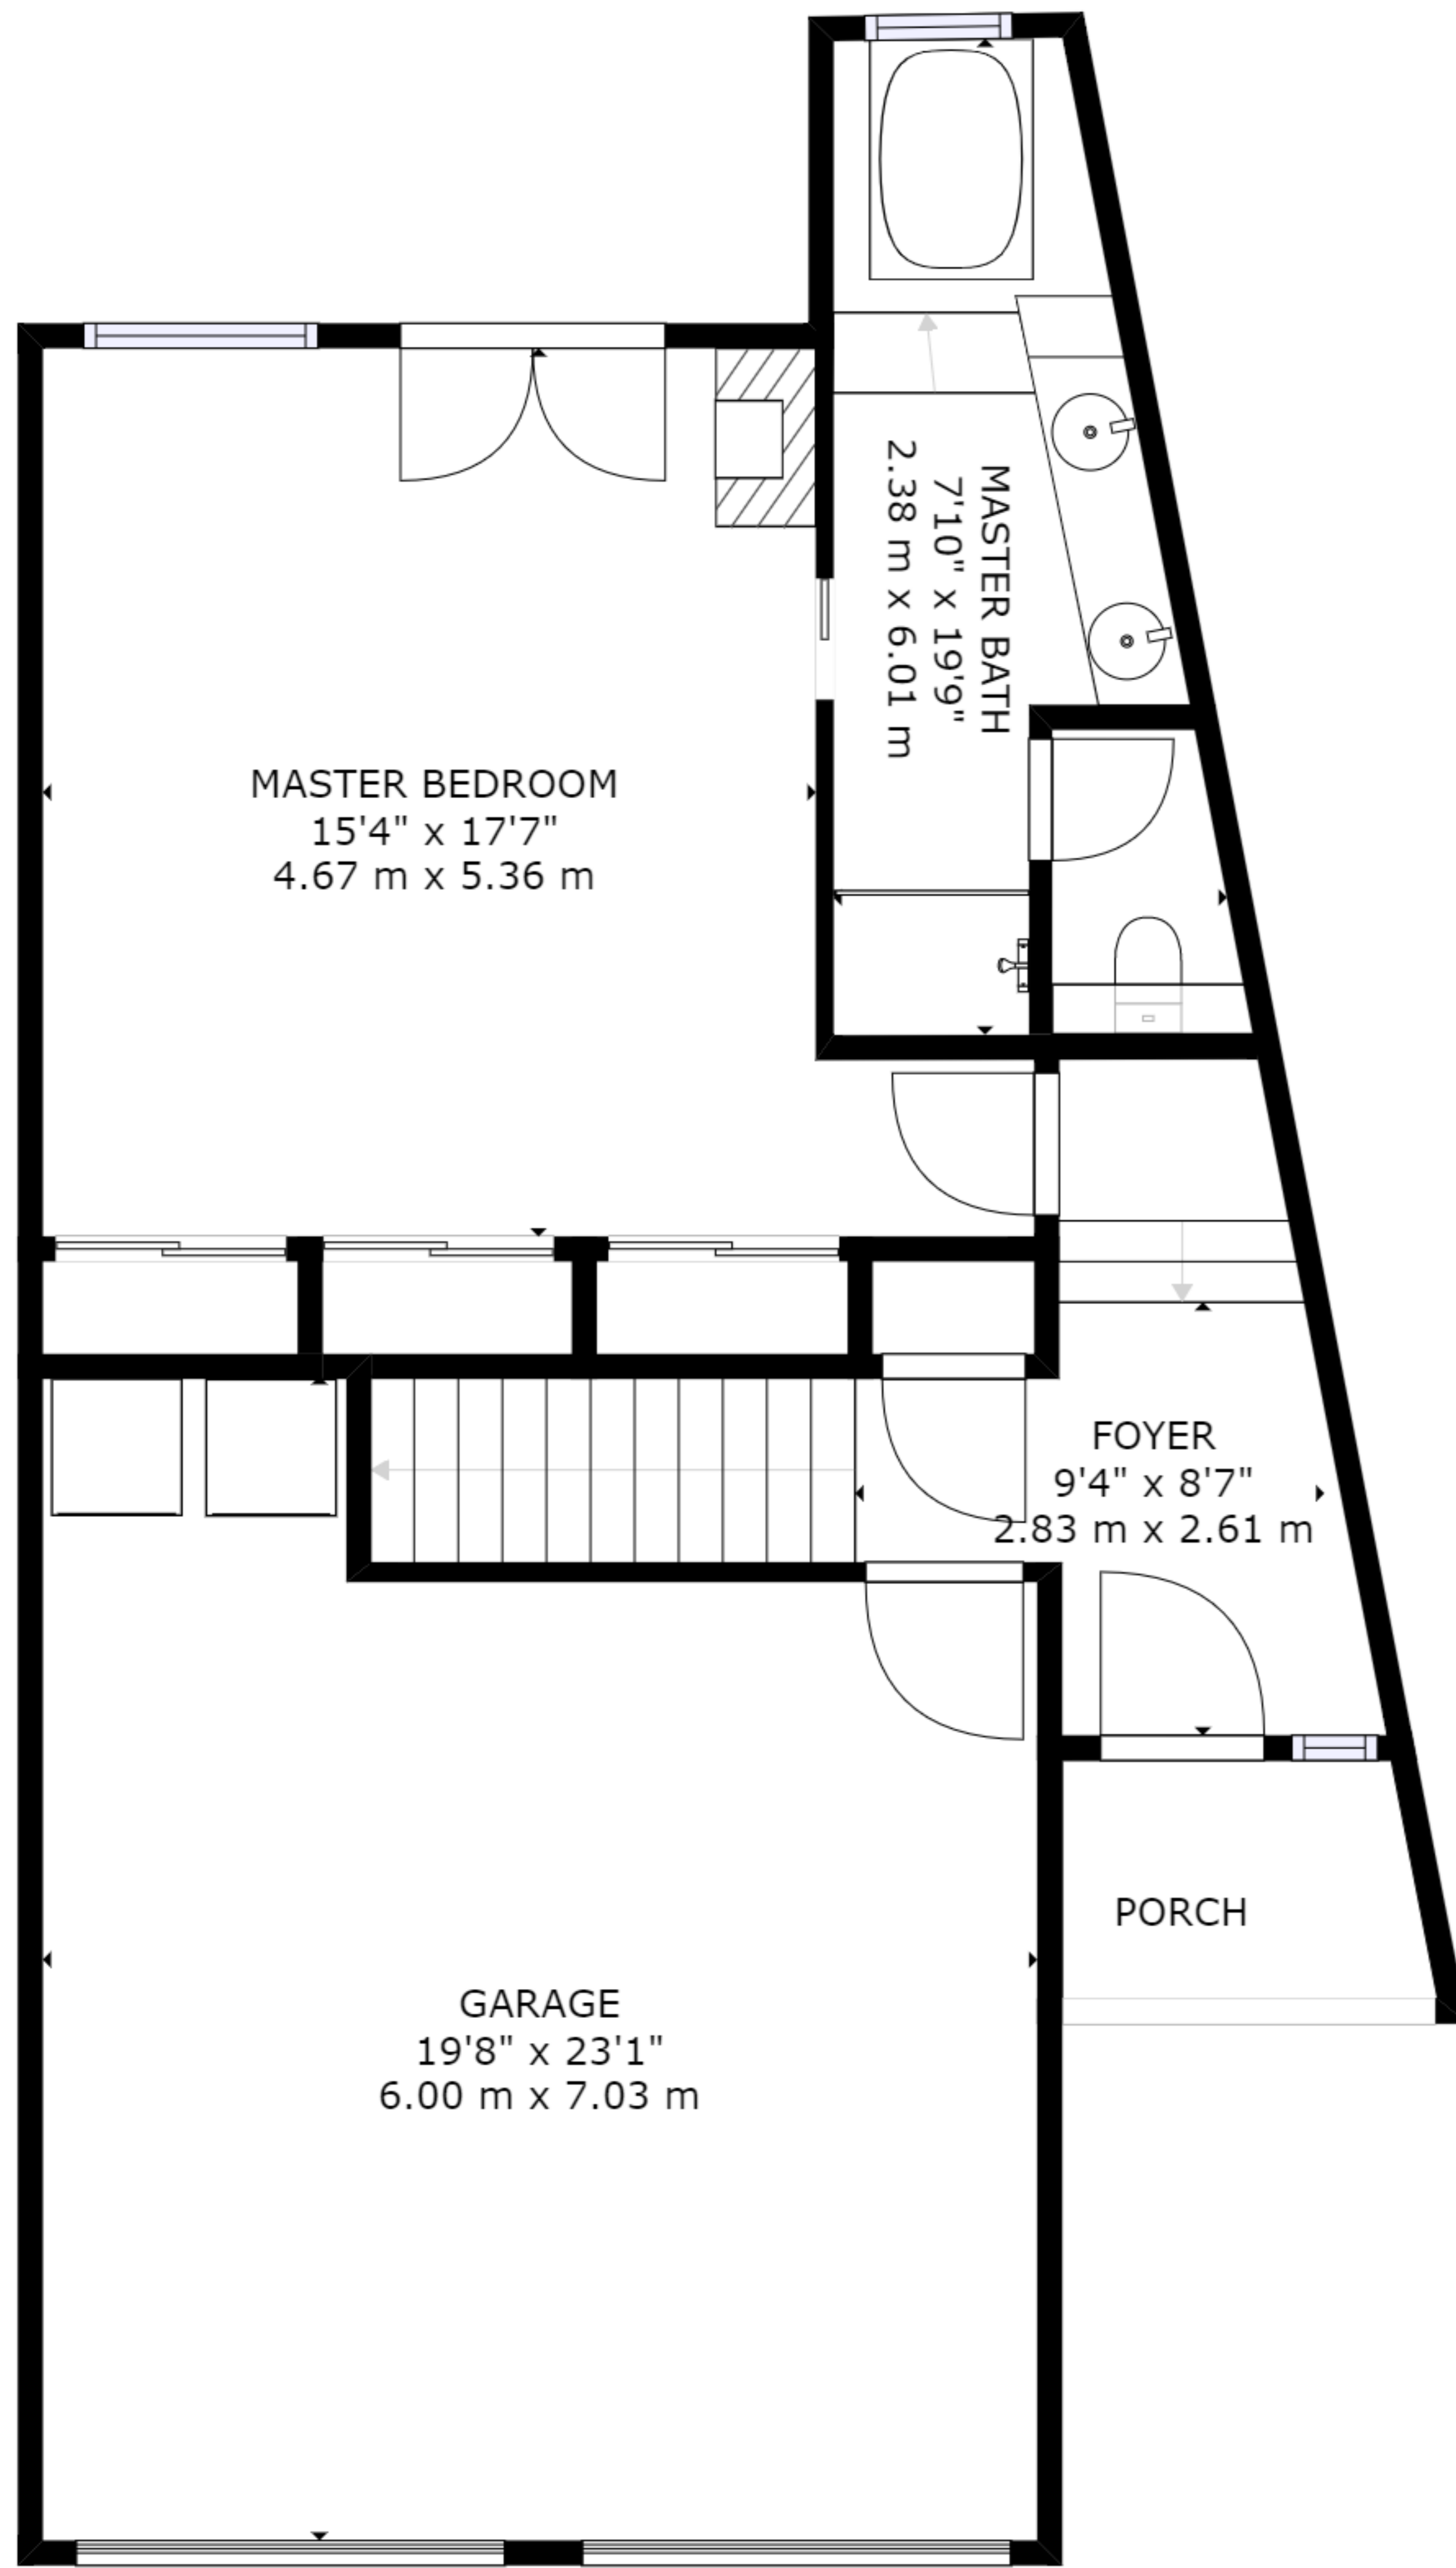 MASTER BATH
7'10" x 19'9"
2.38 m x 6.01 m
MASTER BEDROOM
15'4" x 17'7"
4.67 m x 5.36 m
FOYER
9'4" x 8'7"
2.83 m x 2.61 m
PORCH
GARAGE
19'8" x 23'1"
6.00 m x 7.03 m